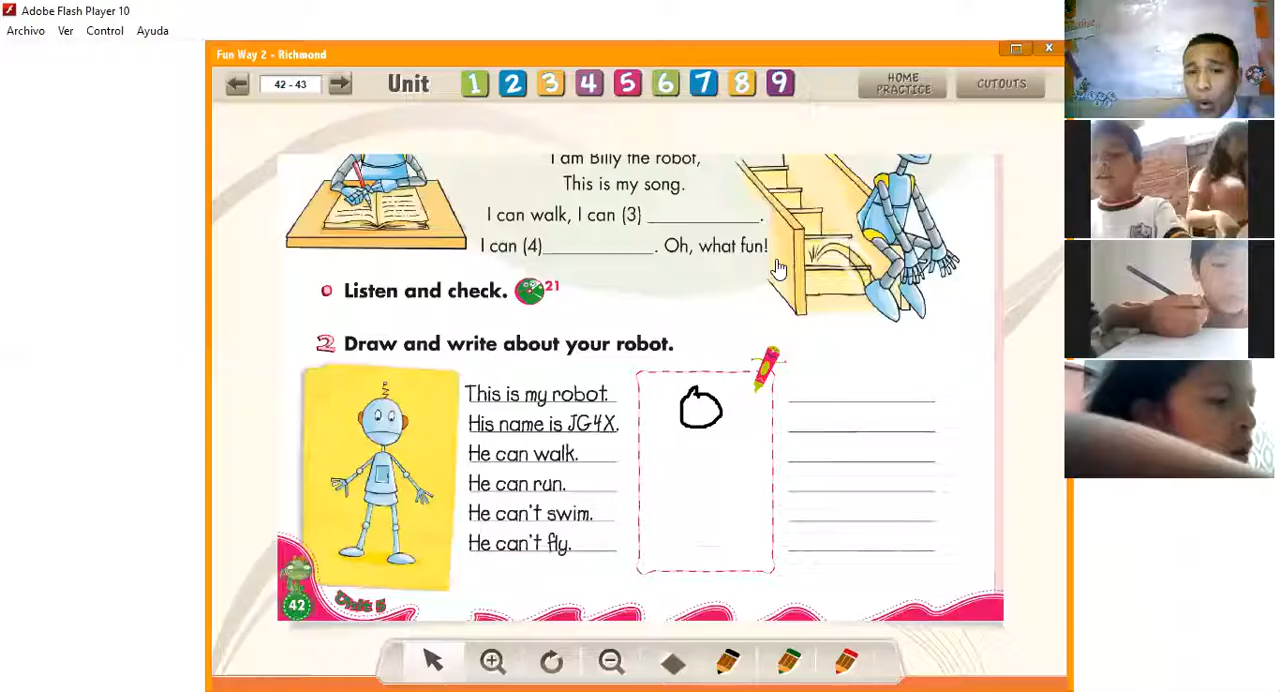 Adobe Flash Player 10
Archivo Ver Control Ayuda
Fun Way 2 - Richmond
42 - 43
Unit
1 2 3 4 5 6 7 8 9
HOME PRACTICE
CUTOUTS
I am Billy the robot,
This is my song.
I can walk, I can (3) ____________.
I can (4)____________. Oh, what fun!
Listen and check. 21
2 Draw and write about your robot.
This is my robot.
His name is JG4X.
He can walk.
He can run.
He can't swim.
He can't fly.
42 Unit 5